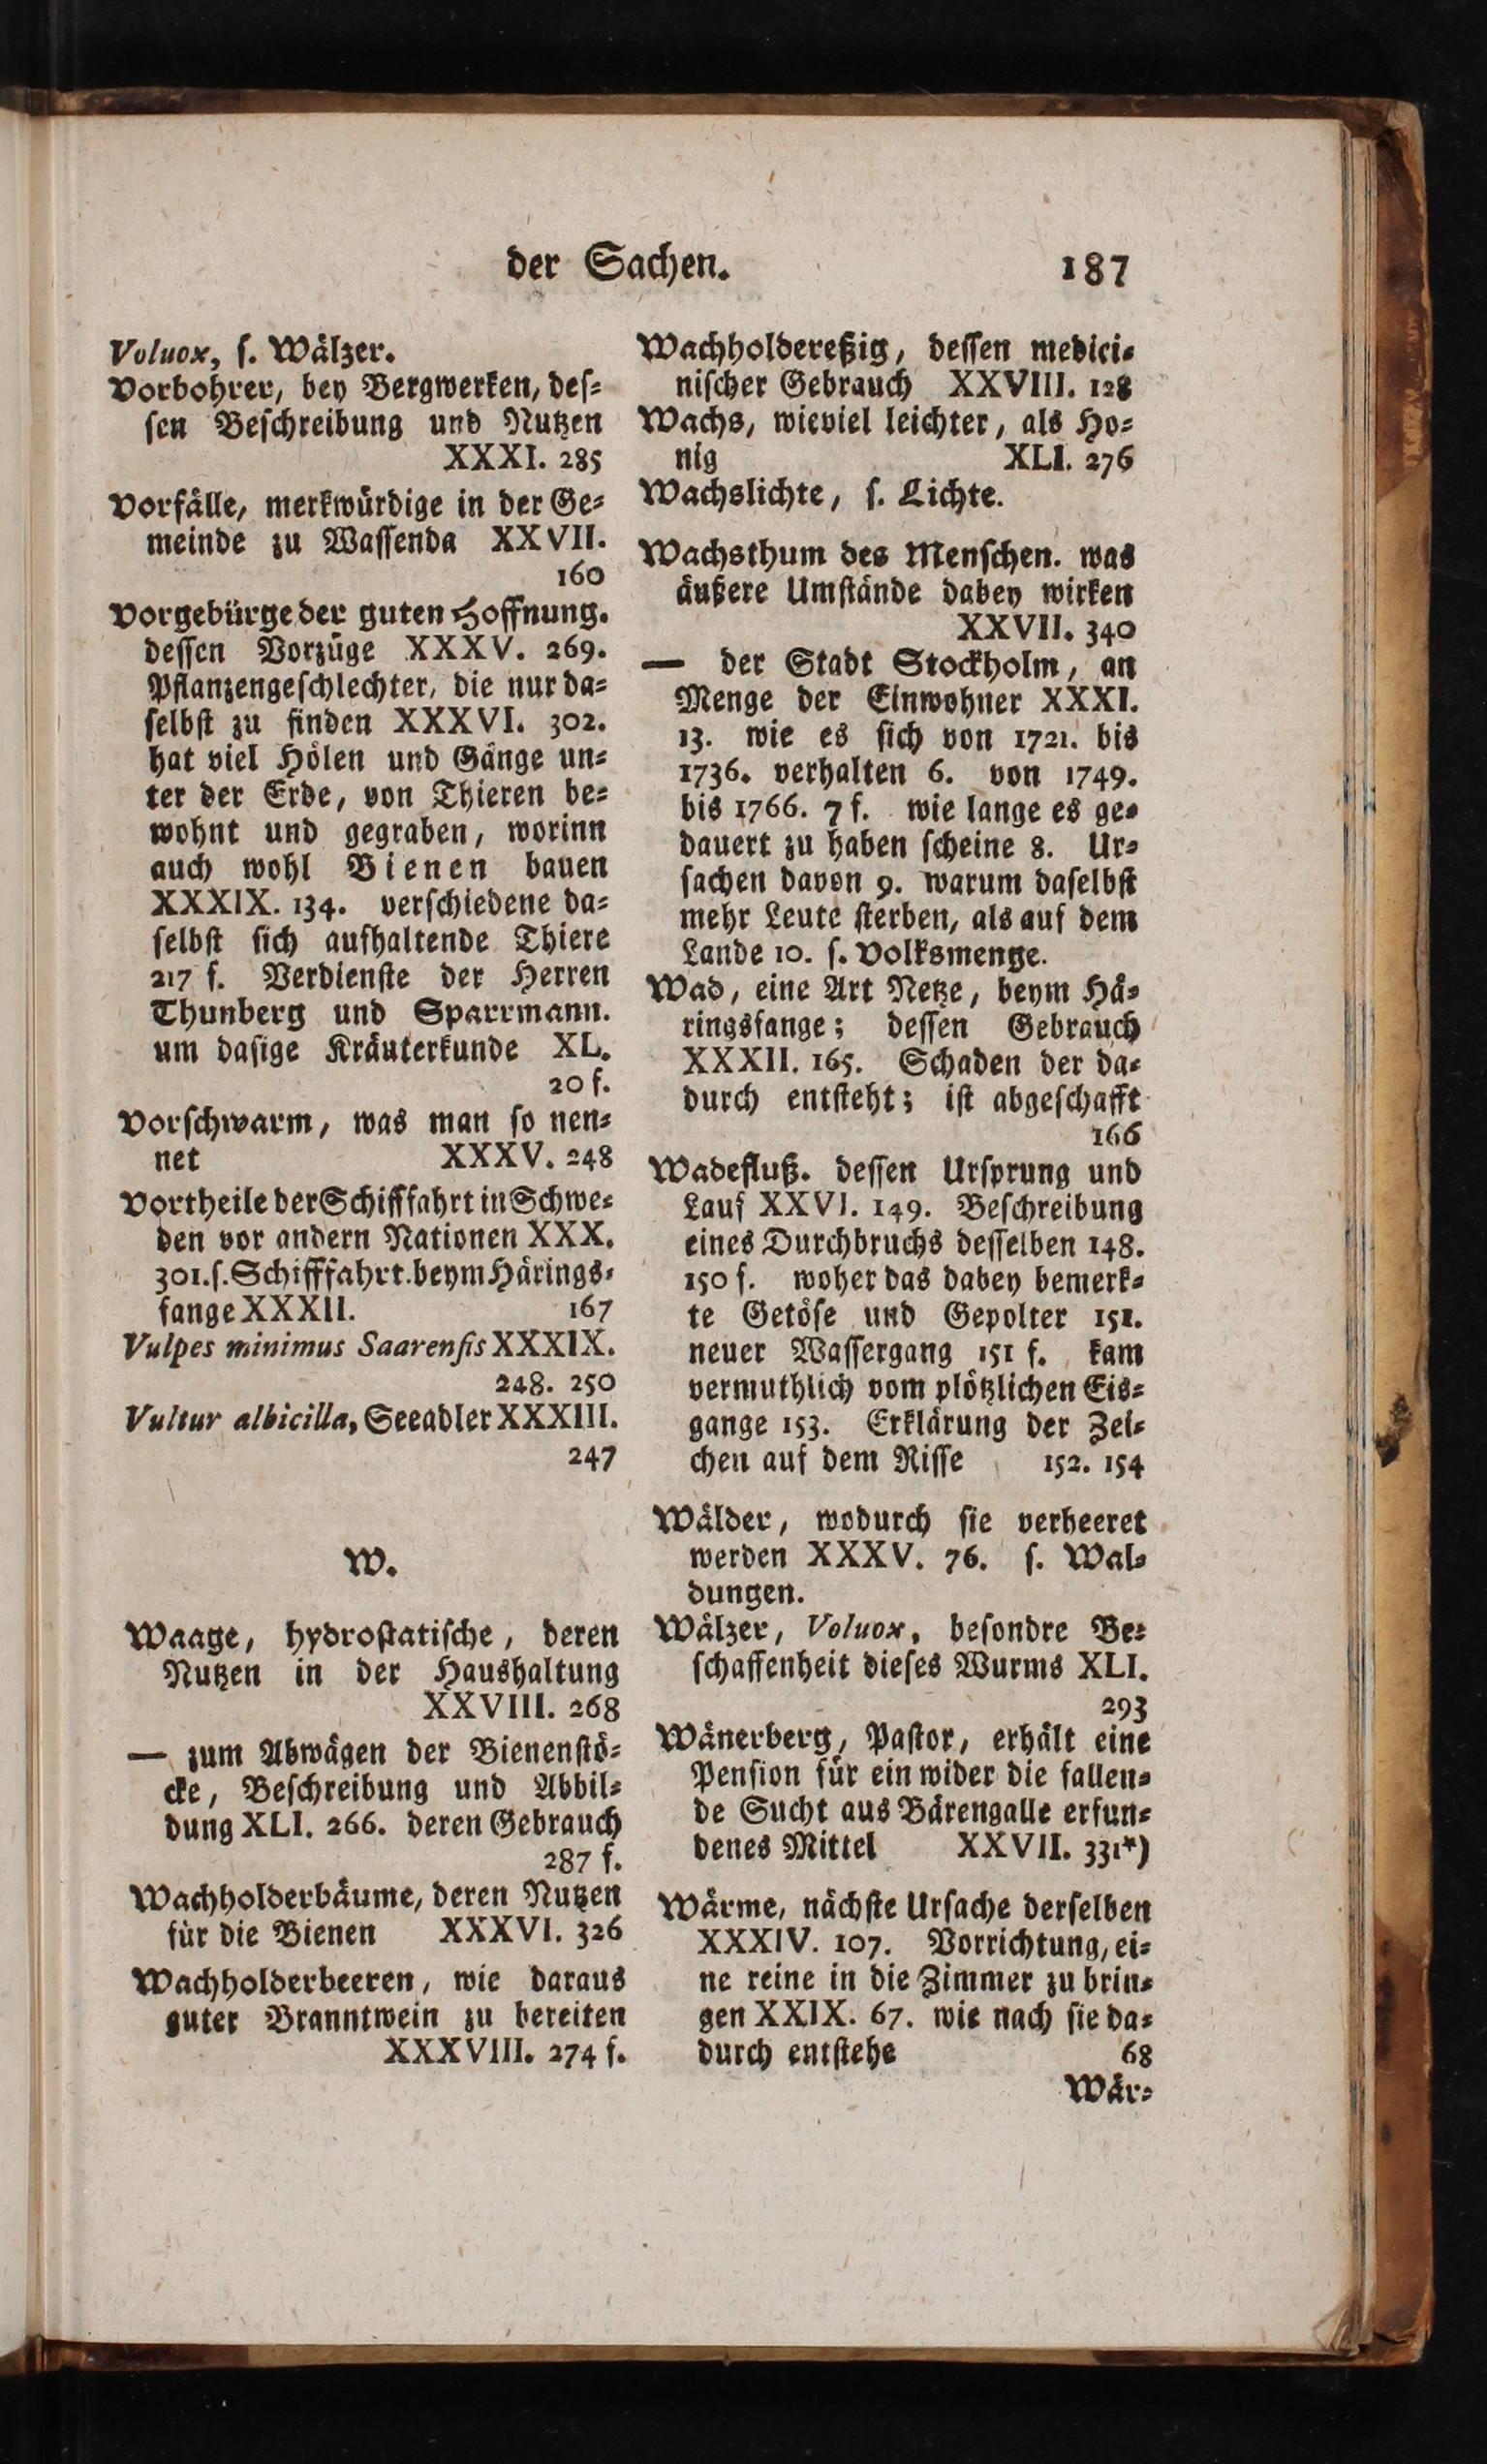 der Sachen. 187
Voluox, ſ. Wälzer.
Vorbohrer, bey Bergwerken, deſ-
ſen Beſchreibung und Nutzen
XXXI. 285
Vorfälle, merkwürdige in der Ge-
meinde zu Waſſenda XXVII.
160
Vorgebürge der guten Hoffnung.
deſſen Vorzüge XXXV. 269.
Pflanzengeſchlechter, die nur da-
ſelbſt zu finden XXXVI. 302.
hat viel Hölen und Gänge un-
ter der Erde, von Thieren be-
wohnt und gegraben, worinn
auch wohl Bienen bauen
XXXIX. 134. verſchiedene da-
ſelbſt ſich aufhaltende Thiere
217 f. Verdienſte der Herren
Thunberg und Sparrmann.
um daſige Kräuterkunde XL.
20 f.
Vorſchwarm, was man ſo nen-
net XXXV. 248
Vortheile der Schifffahrt in Schwe-
den vor andern Nationen XXX.
301. ſ. Schifffahrt. beym Härings-
fange XXXII. 167
Vulpes minimus Saarenſis XXXIX.
248. 250
Vultur albicilla, Seeadler XXXIII.
247
W.
Waage, hydroſtatiſche, deren
Nutzen in der Haushaltung
XXVIII. 268
— zum Abwägen der Bienenſtö-
cke, Beſchreibung und Abbil-
dung XLI. 266. deren Gebrauch
287 f.
Wachholderbäume, deren Nutzen
für die Bienen XXXVI. 326
Wachholderbeeren, wie daraus
guter Branntwein zu bereiten
XXXVIII. 274 f.
Wachholdereßig, deſſen medici-
niſcher Gebrauch XXVIII. 128
Wachs, wieviel leichter, als Ho-
nig XLI. 276
Wachslichte, ſ. Lichte.
Wachsthum des Menſchen. was
äußere Umſtände dabey wirken
XXVII. 340
— der Stadt Stockholm, an
Menge der Einwohner XXXI.
13. wie es ſich von 1721. bis
1736. verhalten 6. von 1749.
bis 1766. 7 f. wie lange es ge-
dauert zu haben ſcheine 8. Ur-
ſachen davon 9. warum daſelbſt
mehr Leute ſterben, als auf dem
Lande 10. ſ. Volksmenge.
Wad, eine Art Netze, beym Hä-
ringsfange; deſſen Gebrauch
XXXII. 165. Schaden der da-
durch entſteht; iſt abgeſchafft
166
Wadefluß. deſſen Urſprung und
Lauf XXVI. 149. Beſchreibung
eines Durchbruchs deſſelben 148.
150 f. woher das dabey bemerk-
te Getöſe und Gepolter 151.
neuer Waſſergang 151 f. kam
vermuthlich vom plötzlichen Eis-
gange 153. Erklärung der Zei-
chen auf dem Riſſe 152. 154
Wälder, wodurch ſie verheeret
werden XXXV. 76. ſ. Wal-
dungen.
Wälzer, Voluox, beſondre Be-
ſchaffenheit dieſes Wurms XLI.
293
Wänerberg, Paſtor, erhält eine
Penſion für ein wider die fallen-
de Sucht aus Bärengalle erfun-
denes Mittel XXVII. 331*)
Wärme, nächſte Urſache derſelben
XXXIV. 107. Vorrichtung, ei-
ne reine in die Zimmer zu brin-
gen XXIX. 67. wie nach ſie da-
durch entſtehe 68
Wär-